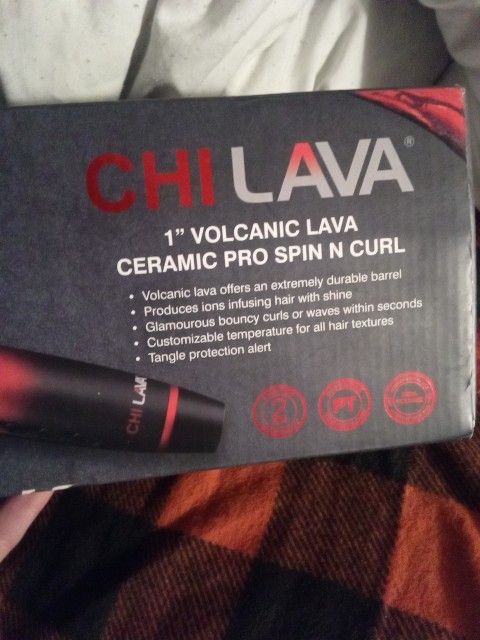 CHI LAVA®
1” VOLCANIC LAVA
CERAMIC PRO SPIN N CURL
• Volcanic lava offers an extremely durable barrel
• Produces ions infusing hair with shine
• Glamourous bouncy curls or waves within seconds
• Customizable temperature for all hair textures
• Tangle protection alert
CHI LAVA
2